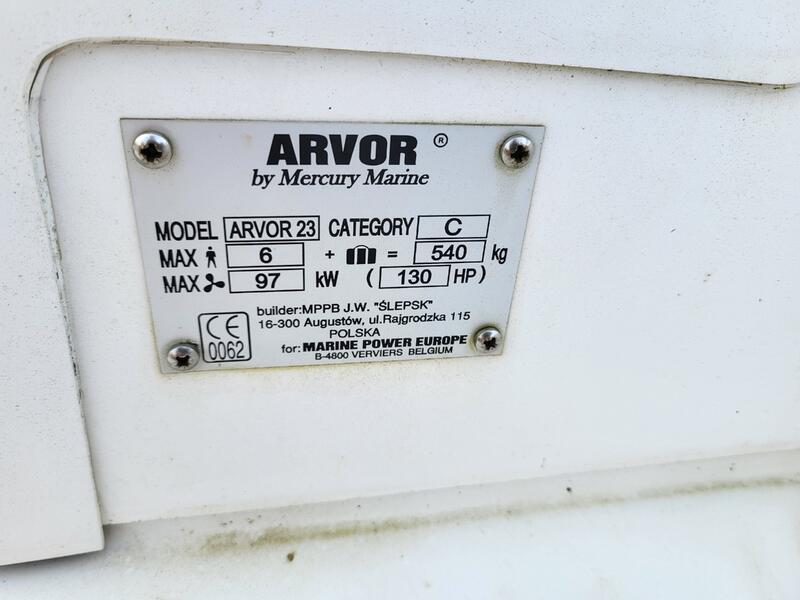 ARVOR ®
by Mercury Marine
MODEL ARVOR 23 CATEGORY C
MAX 6 + = 540 kg
MAX 97 kW ( 130 HP)
builder:MPPB J.W. "ŚLEPSK"
16-300 Augustów, ul.Rajgrodzka 115
POLSKA
CE
0062
for: MARINE POWER EUROPE
B-4800 VERVIERS BELGIUM